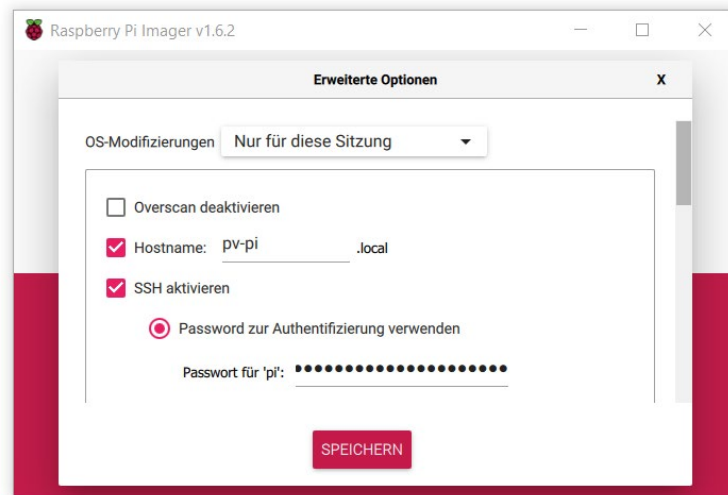 Raspberry Pi Imager v1.6.2
Erweiterte Optionen X
OS-Modifizierungen Nur für diese Sitzung
Overscan deaktivieren
Hostname: pv-pi .local
SSH aktivieren
Password zur Authentifizierung verwenden
Passwort für 'pi': •••••••••••••••••••••
SPEICHERN